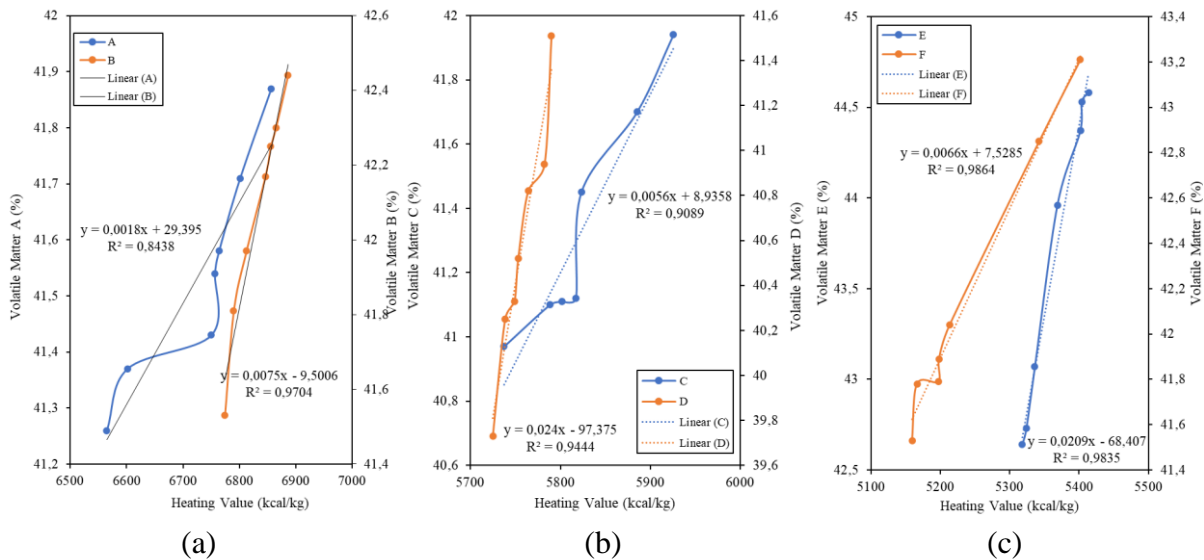 42
41,9
41,8
41,7
41,6
41,5
41,4
41,3
41,2
Volatile Matter A (%)
A
B
Linear (A)
Linear (B)
y = 0,0018x + 29,395
R² = 0,8438
y = 0,0075x - 9,5006
R² = 0,9704
42,6
42,4
42,2
42
41,8
41,6
41,4
Volatile Matter B (%)
6500
6600
6700
6800
6900
7000
Heating Value (kcal/kg)
(a)
42
41,8
41,6
41,4
41,2
41
40,8
40,6
Volatile Matter C (%)
y = 0,0056x + 8,9358
R² = 0,9089
y = 0,024x - 97,375
R² = 0,9444
C
D
Linear (C)
Linear (D)
41,6
41,4
41,2
41
40,8
40,6
40,4
40,2
40
39,8
39,6
Volatile Matter D (%)
5700
5800
5900
6000
Heating Value (kcal/kg)
(b)
45
44,5
44
43,5
43
42,5
Volatile Matter E (%)
E
F
Linear (E)
Linear (F)
y = 0,0066x + 7,5285
R² = 0,9864
y = 0,0209x - 68,407
R² = 0,9835
43,4
43,2
43
42,8
42,6
42,4
42,2
42
41,8
41,6
41,4
Volatile Matter F (%)
5100
5200
5300
5400
5500
Heating Value (kcal/kg)
(c)